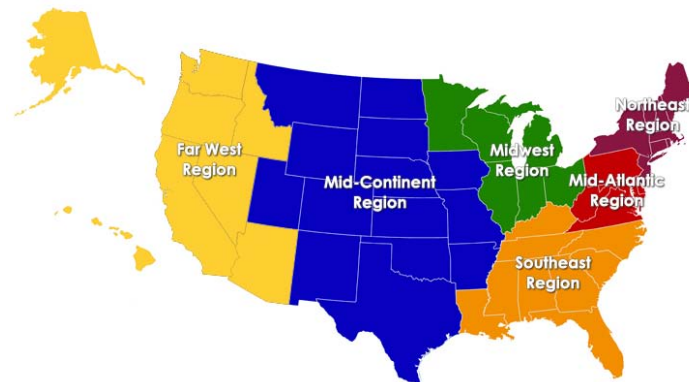 Northeast
Region
Far West
Region
Midwest
Region
Mid-Continent
Region
Mid-Atlantic
Region
Southeast
Region